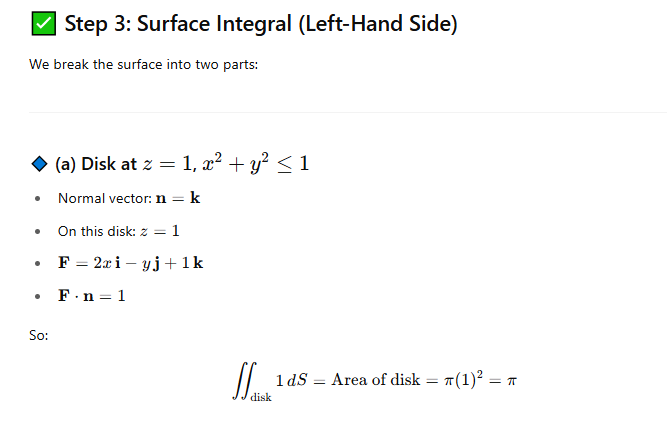 ✅ Step 3: Surface Integral (Left-Hand Side)
We break the surface into two parts:
🔷 (a) Disk at z = 1, x² + y² ≤ 1
• Normal vector: n = k
• On this disk: z = 1
• F = 2x i − y j + 1 k
• F · n = 1
So:
∬_disk 1 dS = Area of disk = π(1)² = π